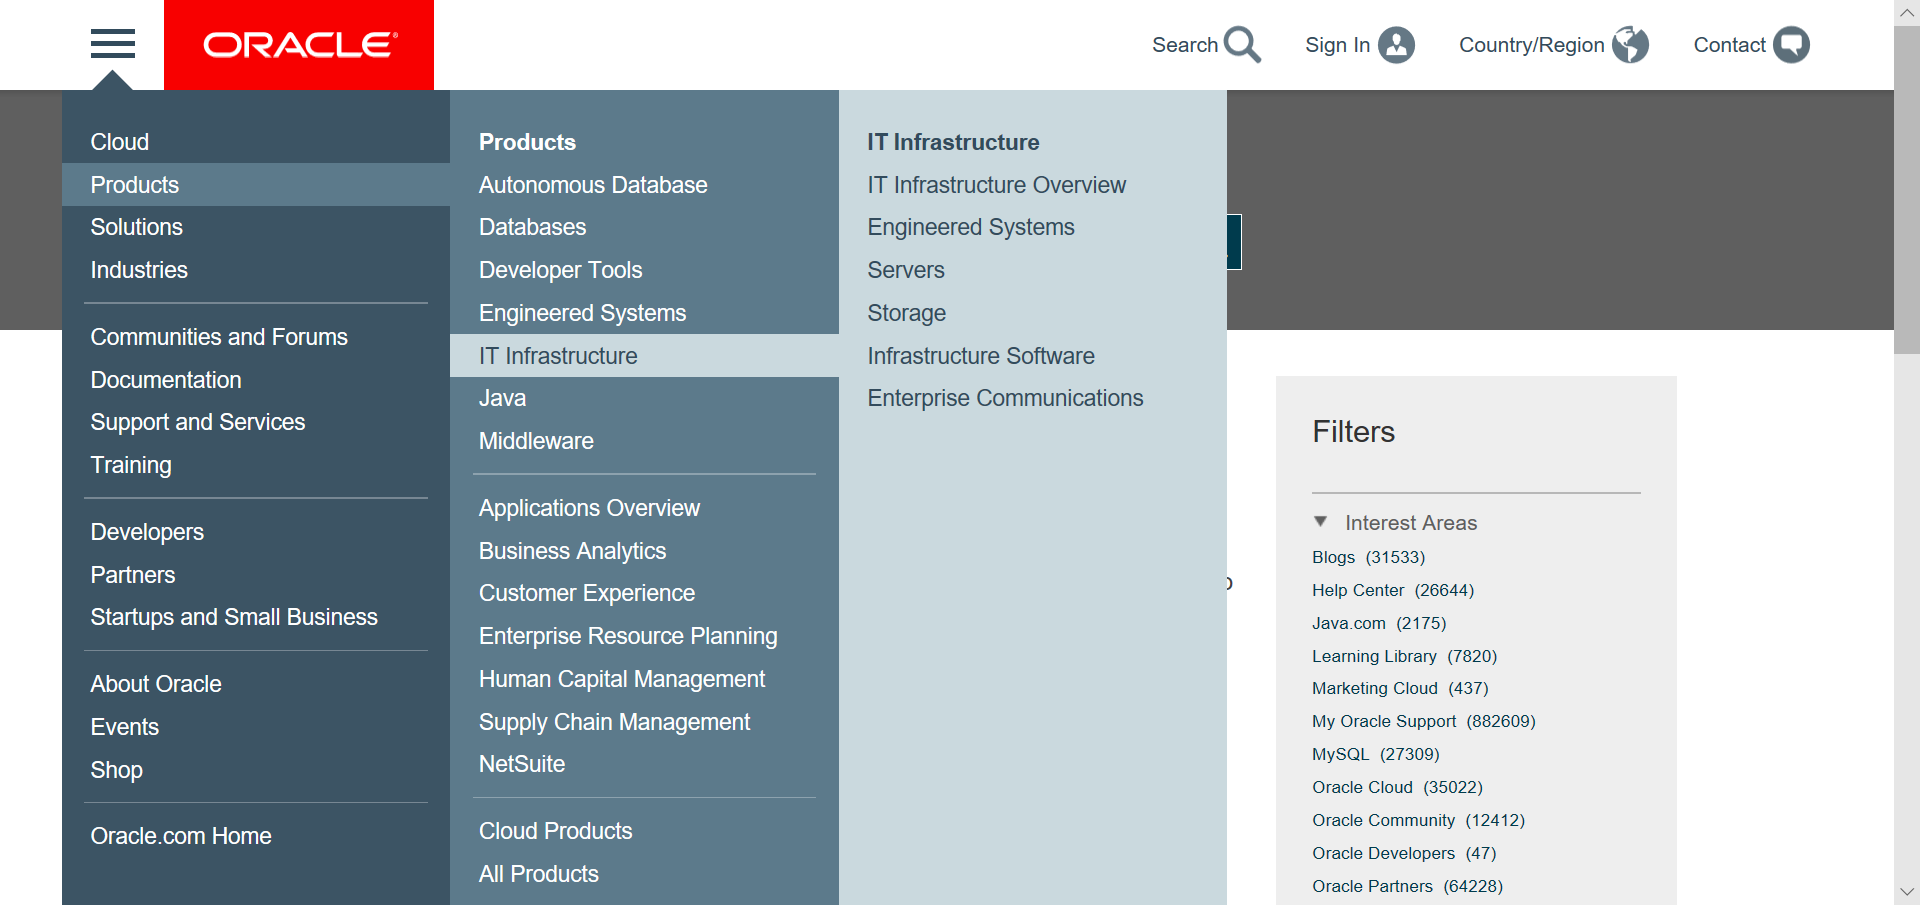 ORACLE®
Search
Sign In
Country/Region
Contact
Cloud
Products
Solutions
Industries
Communities and Forums
Documentation
Support and Services
Training
Developers
Partners
Startups and Small Business
About Oracle
Events
Shop
Oracle.com Home
Products
Autonomous Database
Databases
Developer Tools
Engineered Systems
IT Infrastructure
Java
Middleware
Applications Overview
Business Analytics
Customer Experience
Enterprise Resource Planning
Human Capital Management
Supply Chain Management
NetSuite
Cloud Products
All Products
IT Infrastructure
IT Infrastructure Overview
Engineered Systems
Servers
Storage
Infrastructure Software
Enterprise Communications
Filters
Interest Areas
Blogs (31533)
Help Center (26644)
Java.com (2175)
Learning Library (7820)
Marketing Cloud (437)
My Oracle Support (882609)
MySQL (27309)
Oracle Cloud (35022)
Oracle Community (12412)
Oracle Developers (47)
Oracle Partners (64228)